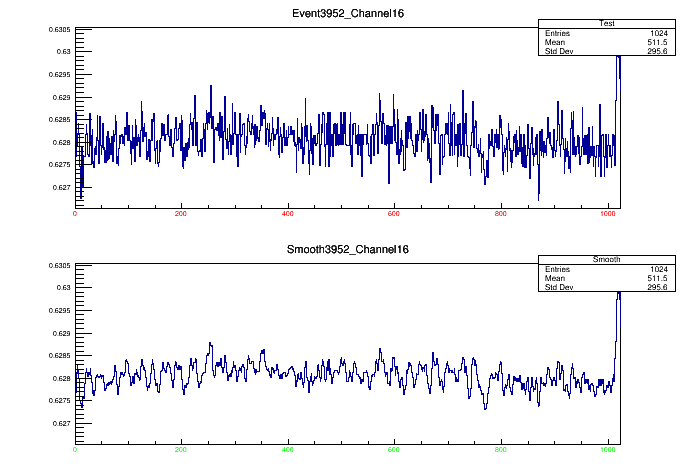 Event3952_Channel16
Test
Entries 1024
Mean 511.5
Std Dev 295.6
0.6305
0.63
0.6295
0.629
0.6285
0.628
0.6275
0.627
0 200 400 600 800 1000
Smooth3952_Channel16
Smooth
Entries 1024
Mean 511.5
Std Dev 295.6
0.6305
0.63
0.6295
0.629
0.6285
0.628
0.6275
0.627
0 200 400 600 800 1000